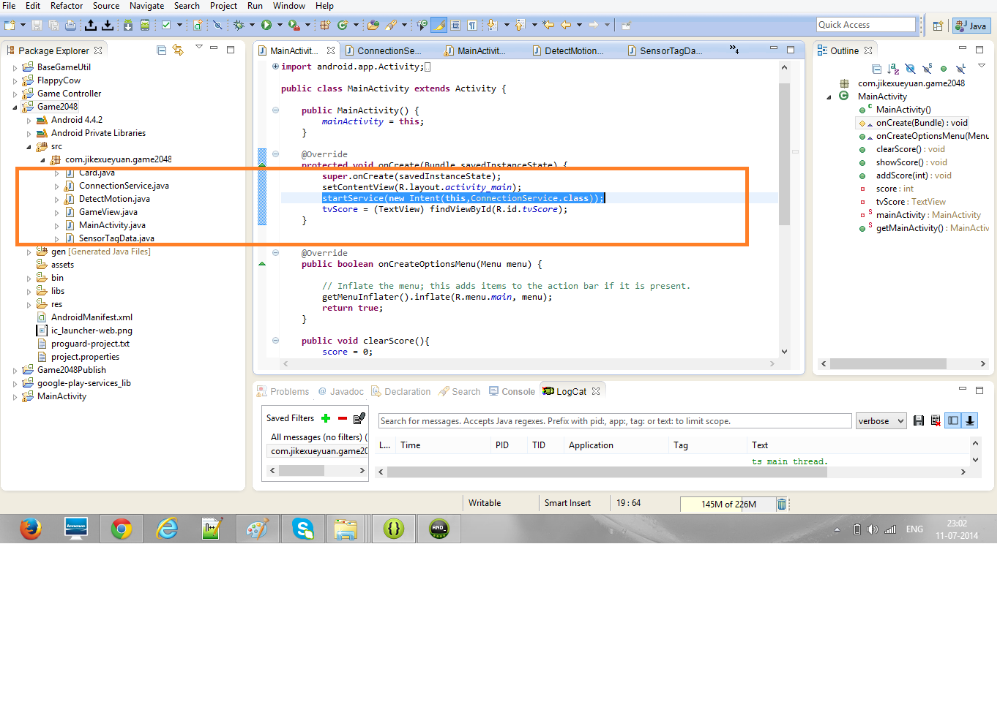 File Edit Refactor Source Navigate Search Project Run Window Help
Quick Access
Java
Package Explorer
BaseGameUtil
FlappyCow
Game Controller
Game2048
Android 4.4.2
Android Private Libraries
src
com.jikexueyuan.game2048
Card.java
ConnectionService.java
DetectMotion.java
GameView.java
MainActivity.java
SensorTagData.java
gen [Generated Java Files]
assets
bin
libs
res
AndroidManifest.xml
ic_launcher-web.png
proguard-project.txt
project.properties
Game2048Publish
google-play-services_lib
MainActivity
MainActivit... ConnectionSe... MainActivit... DetectMotion... SensorTagDa... »4
import android.app.Activity;
public class MainActivity extends Activity {
public MainActivity() {
mainActivity = this;
}
@Override
protected void onCreate(Bundle savedInstanceState) {
super.onCreate(savedInstanceState);
setContentView(R.layout.activity_main);
startService(new Intent(this,ConnectionService.class));
tvScore = (TextView) findViewById(R.id.tvScore);
}
@Override
public boolean onCreateOptionsMenu(Menu menu) {
// Inflate the menu; this adds items to the action bar if it is present.
getMenuInflater().inflate(R.menu.main, menu);
return true;
}
public void clearScore(){
score = 0;
Outline
com.jikexueyuan.game2048
MainActivity
MainActivity()
onCreate(Bundle) : void
onCreateOptionsMenu(Menu
clearScore() : void
showScore() : void
addScore(int) : void
score : int
tvScore : TextView
mainActivity : MainActivity
getMainActivity() : MainActiv
Problems @ Javadoc Declaration Search Console LogCat
Saved Filters
All messages (no filters) (
com.jikexueyuan.game20
Search for messages. Accepts Java regexes. Prefix with pid:, app:, tag: or text: to limit scope.
verbose
L... Time PID TID Application Tag Text
ts main thread.
Writable Smart Insert 19 : 64 145M of 226M
lenovo
AND_
ENG
23:02
11-07-2014